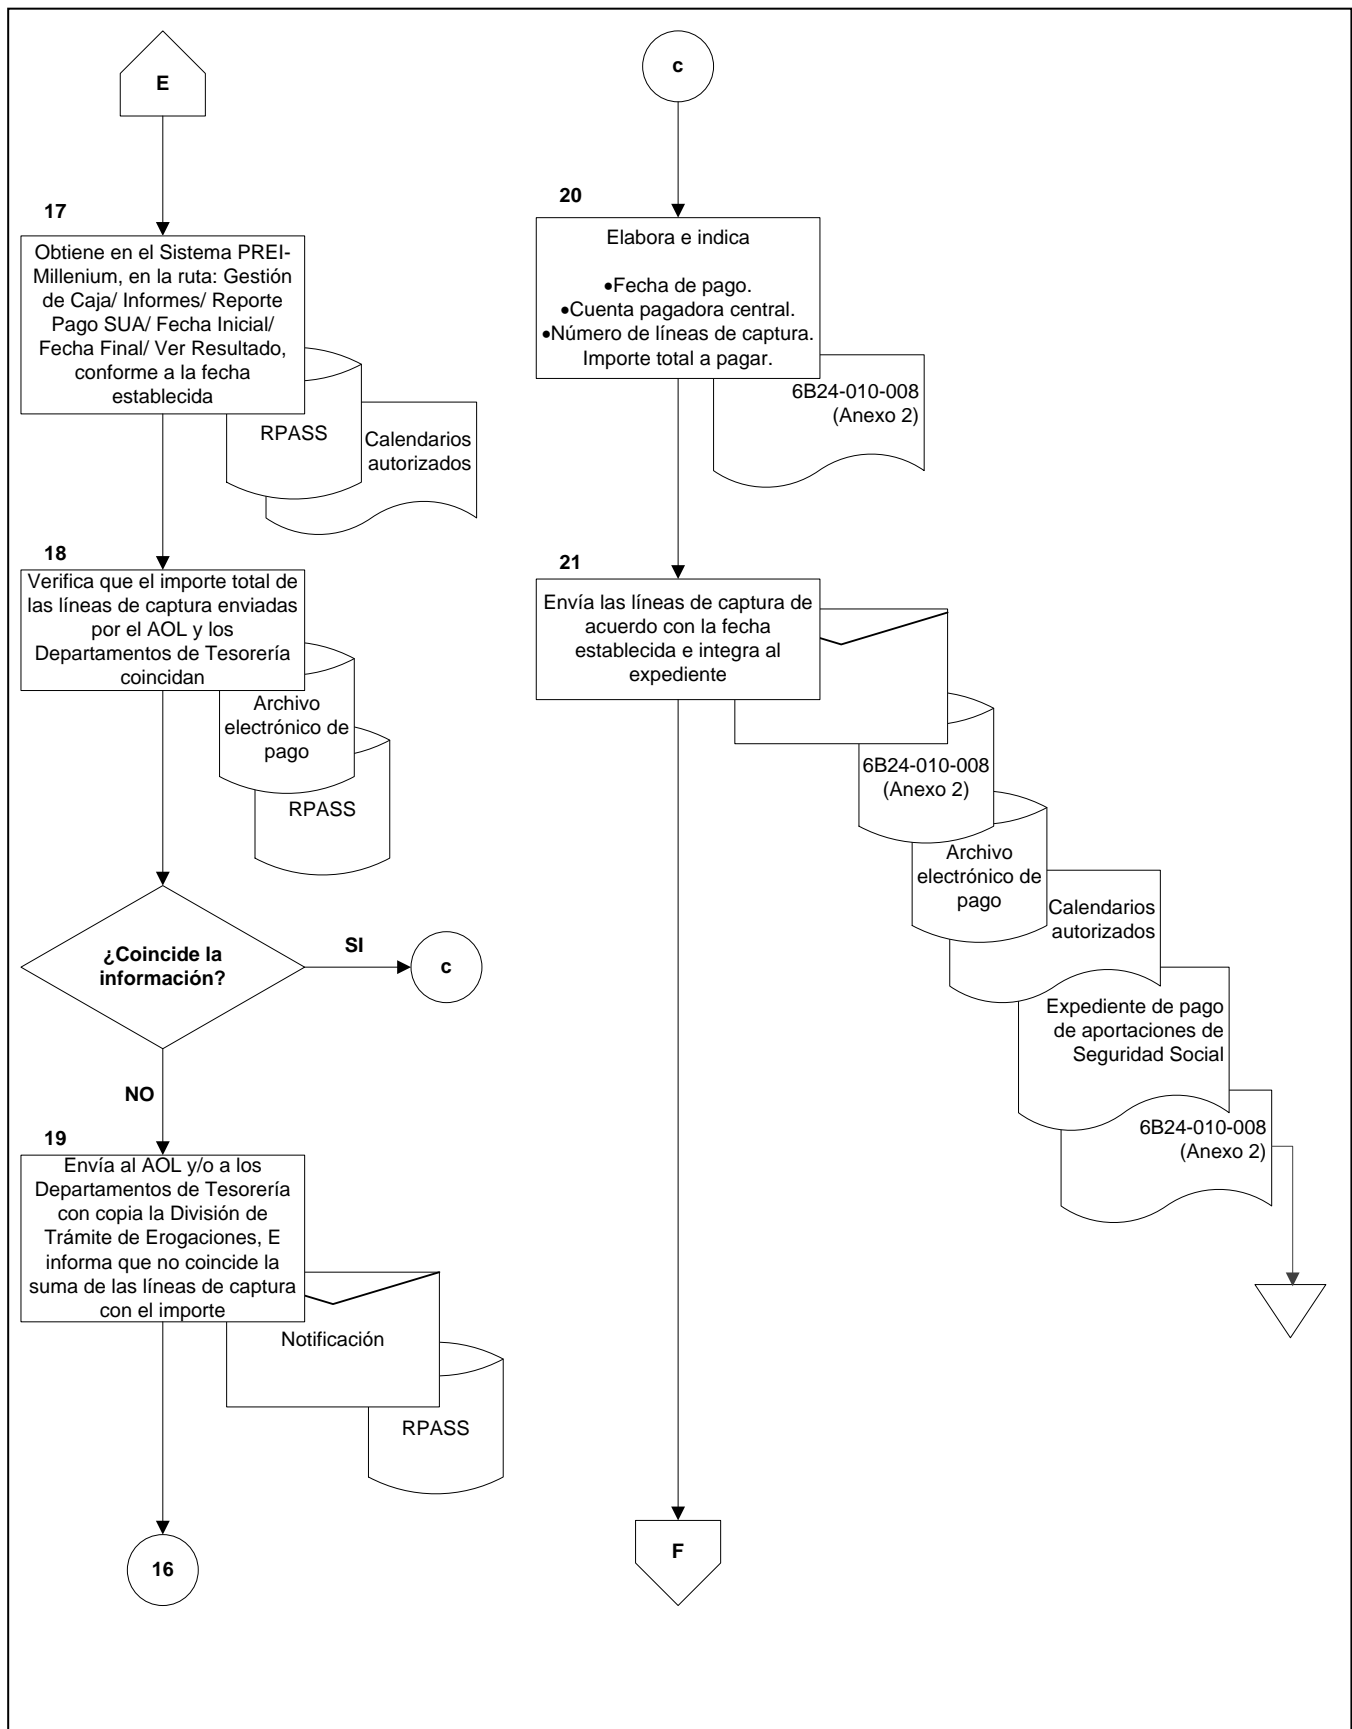 E
17
Obtiene en el Sistema PREI-
Millenium, en la ruta: Gestión
de Caja/ Informes/ Reporte
Pago SUA/ Fecha Inicial/
Fecha Final/ Ver Resultado,
conforme a la fecha
establecida
RPASS
Calendarios
autorizados
18
Verifica que el importe total de
las líneas de captura enviadas
por el AOL y los
Departamentos de Tesorería
coincidan
Archivo
electrónico de
pago
RPASS
¿Coincide la
información?
SI
c
NO
19
Envía al AOL y/o a los
Departamentos de Tesorería
con copia la División de
Trámite de Erogaciones, E
informa que no coincide la
suma de las líneas de captura
con el importe
Notificación
RPASS
16
c
20
Elabora e indica
•Fecha de pago.
•Cuenta pagadora central.
•Número de líneas de captura.
Importe total a pagar.
6B24-010-008
(Anexo 2)
21
Envía las líneas de captura de
acuerdo con la fecha
establecida e integra al
expediente
6B24-010-008
(Anexo 2)
Archivo
electrónico de
pago
Calendarios
autorizados
Expediente de pago
de aportaciones de
Seguridad Social
6B24-010-008
(Anexo 2)
F